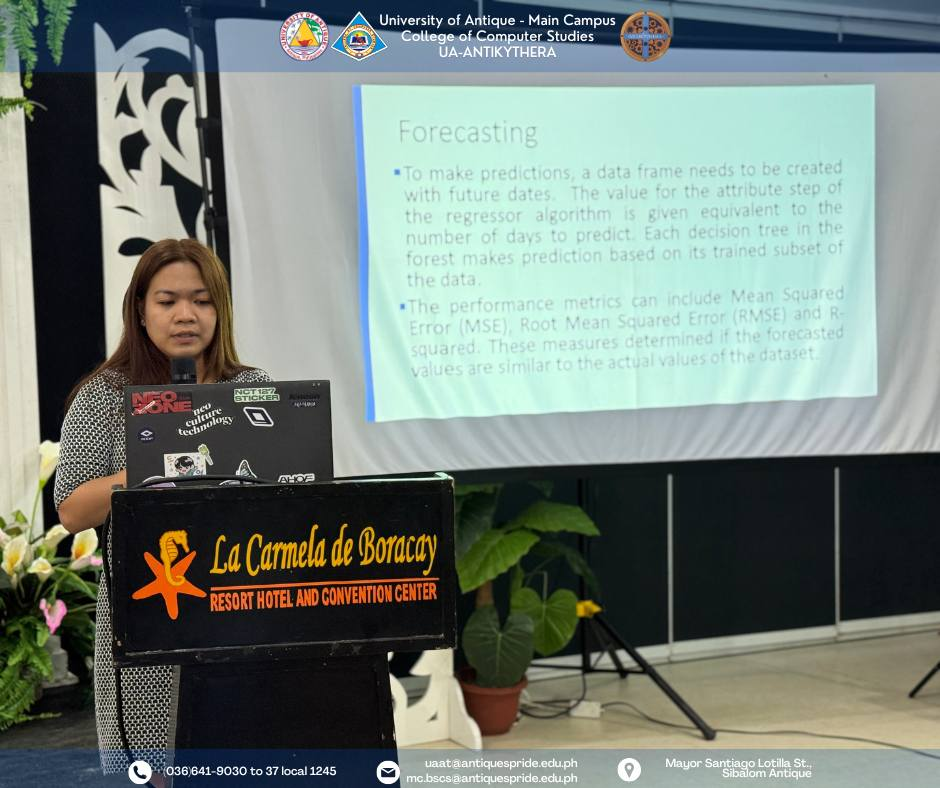 University of Antique - Main Campus
College of Computer Studies
UA-ANTIKYTHERA
Forecasting
▪To make predictions, a data frame needs to be created
with future dates. The value for the attribute step of
the regressor algorithm is given equivalent to the
number of days to predict. Each decision tree in the
forest makes prediction based on its trained subset of
the data.
▪The performance metrics can include Mean Squared
Error (MSE), Root Mean Squared Error (RMSE) and R-
squared. These measures determined if the forecasted
values are similar to the actual values of the dataset.
NEO
ZONE
NCT 127
STICKER
neo
culture
technology
AHOF
La Carmela de Boracay
RESORT HOTEL AND CONVENTION CENTER
(036)641-9030 to 37 local 1245
uaat@antiquespride.edu.ph
mc.bscs@antiquespride.edu.ph
Mayor Santiago Lotilla St.,
Sibalom Antique